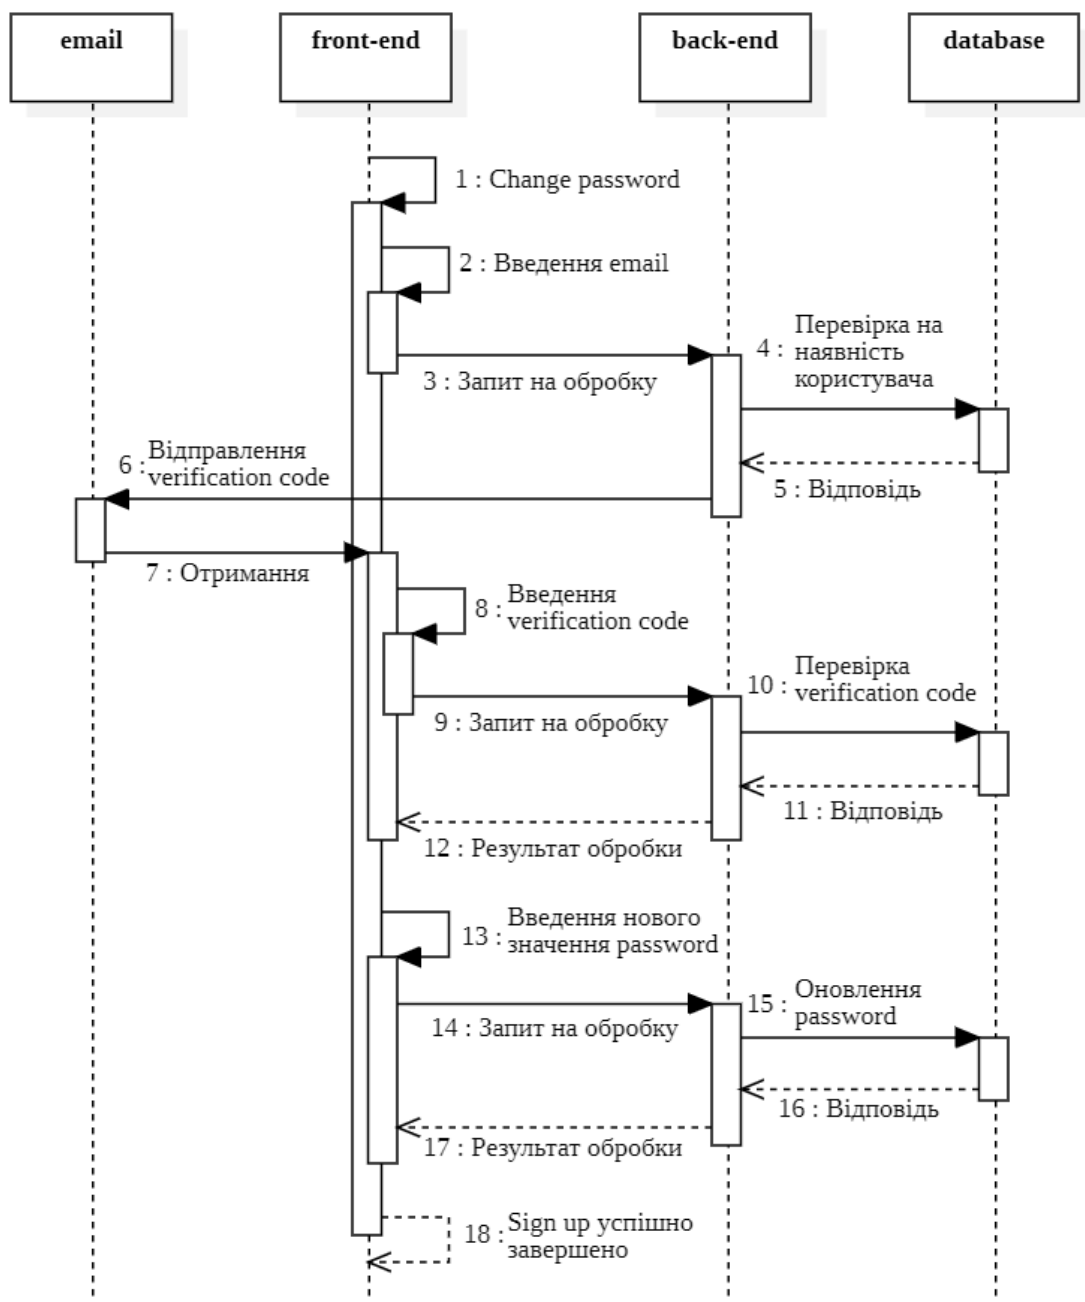 email
front-end
back-end
database
1 : Change password
2 : Введення email
3 : Запит на обробку
4 : Перевірка на
наявність
користувача
5 : Відповідь
6 : Відправлення
verification code
7 : Отримання
8 : Введення
verification code
9 : Запит на обробку
10 : Перевірка
verification code
11 : Відповідь
12 : Результат обробки
13 : Введення нового
значення password
14 : Запит на обробку
15 : Оновлення
password
16 : Відповідь
17 : Результат обробки
18 : Sign up успішно
завершено